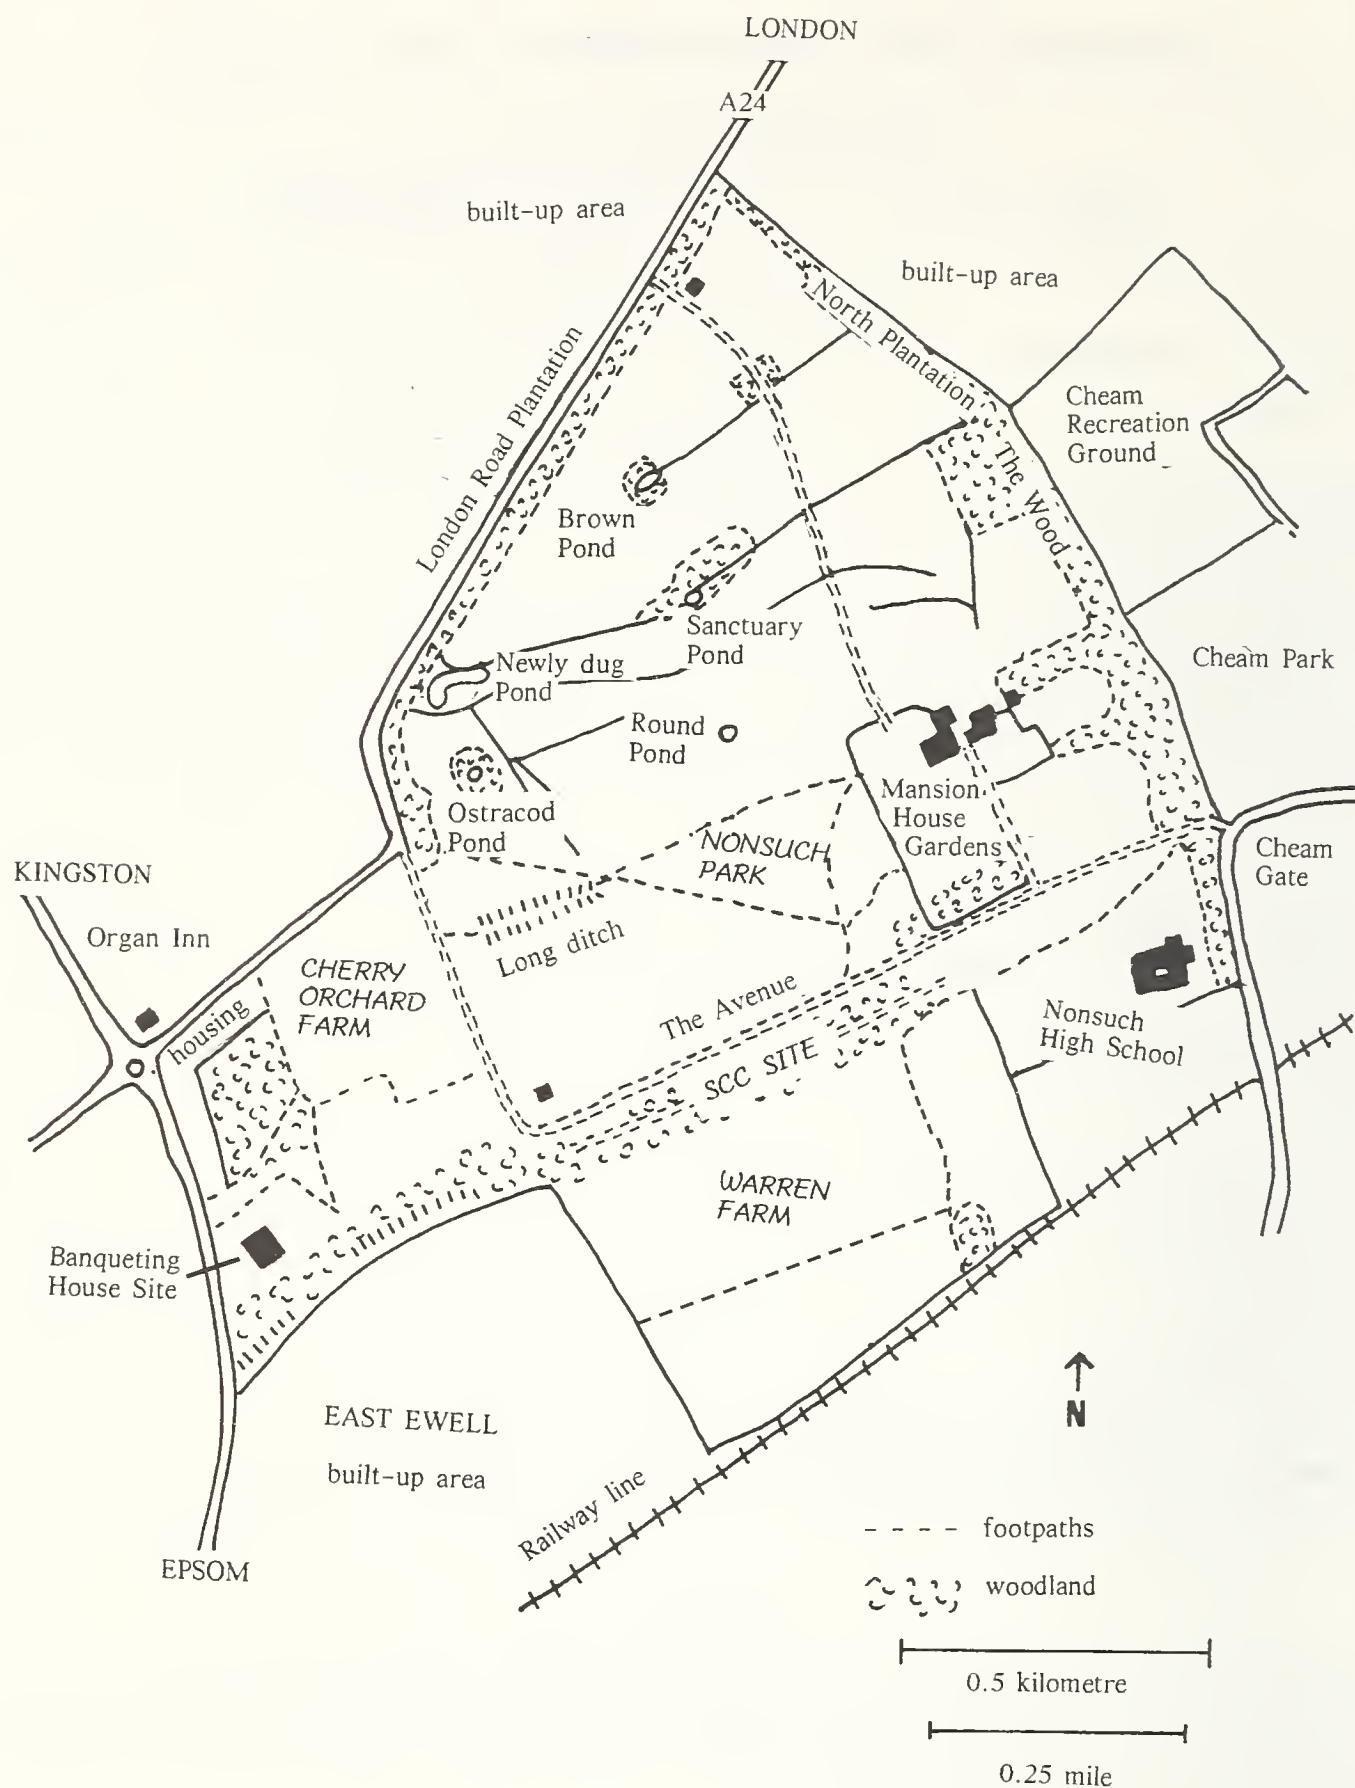 LONDON
A24
built-up area
built-up area
North Plantation
London Road Plantation
Cheam
Recreation
Ground
The Wood
Brown
Pond
Sanctuary
Pond
Cheam Park
Newly dug
Pond
Round
Pond
Mansion
House
Gardens
Ostracod
Pond
NONSUCH
PARK
Cheam
Gate
KINGSTON
Organ Inn
Long ditch
CHERRY
ORCHARD
FARM
housing
The Avenue
Nonsuch
High School
SCC SITE
WARREN
FARM
Banqueting
House Site
N
EAST EWELL
built-up area
Railway line
footpaths
EPSOM
woodland
0.5 kilometre
0.25 mile